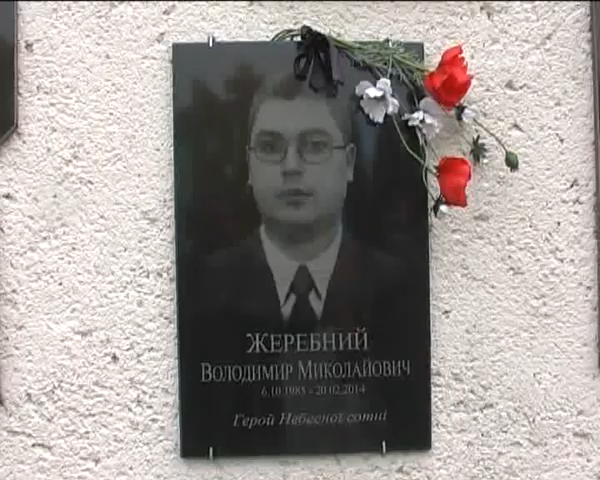 ЖЕРЕБНИЙ
ВОЛОДИМИР МИКОЛАЙОВИЧ
6.10.1985 - 20.02.2014
Герой Небесної сотні